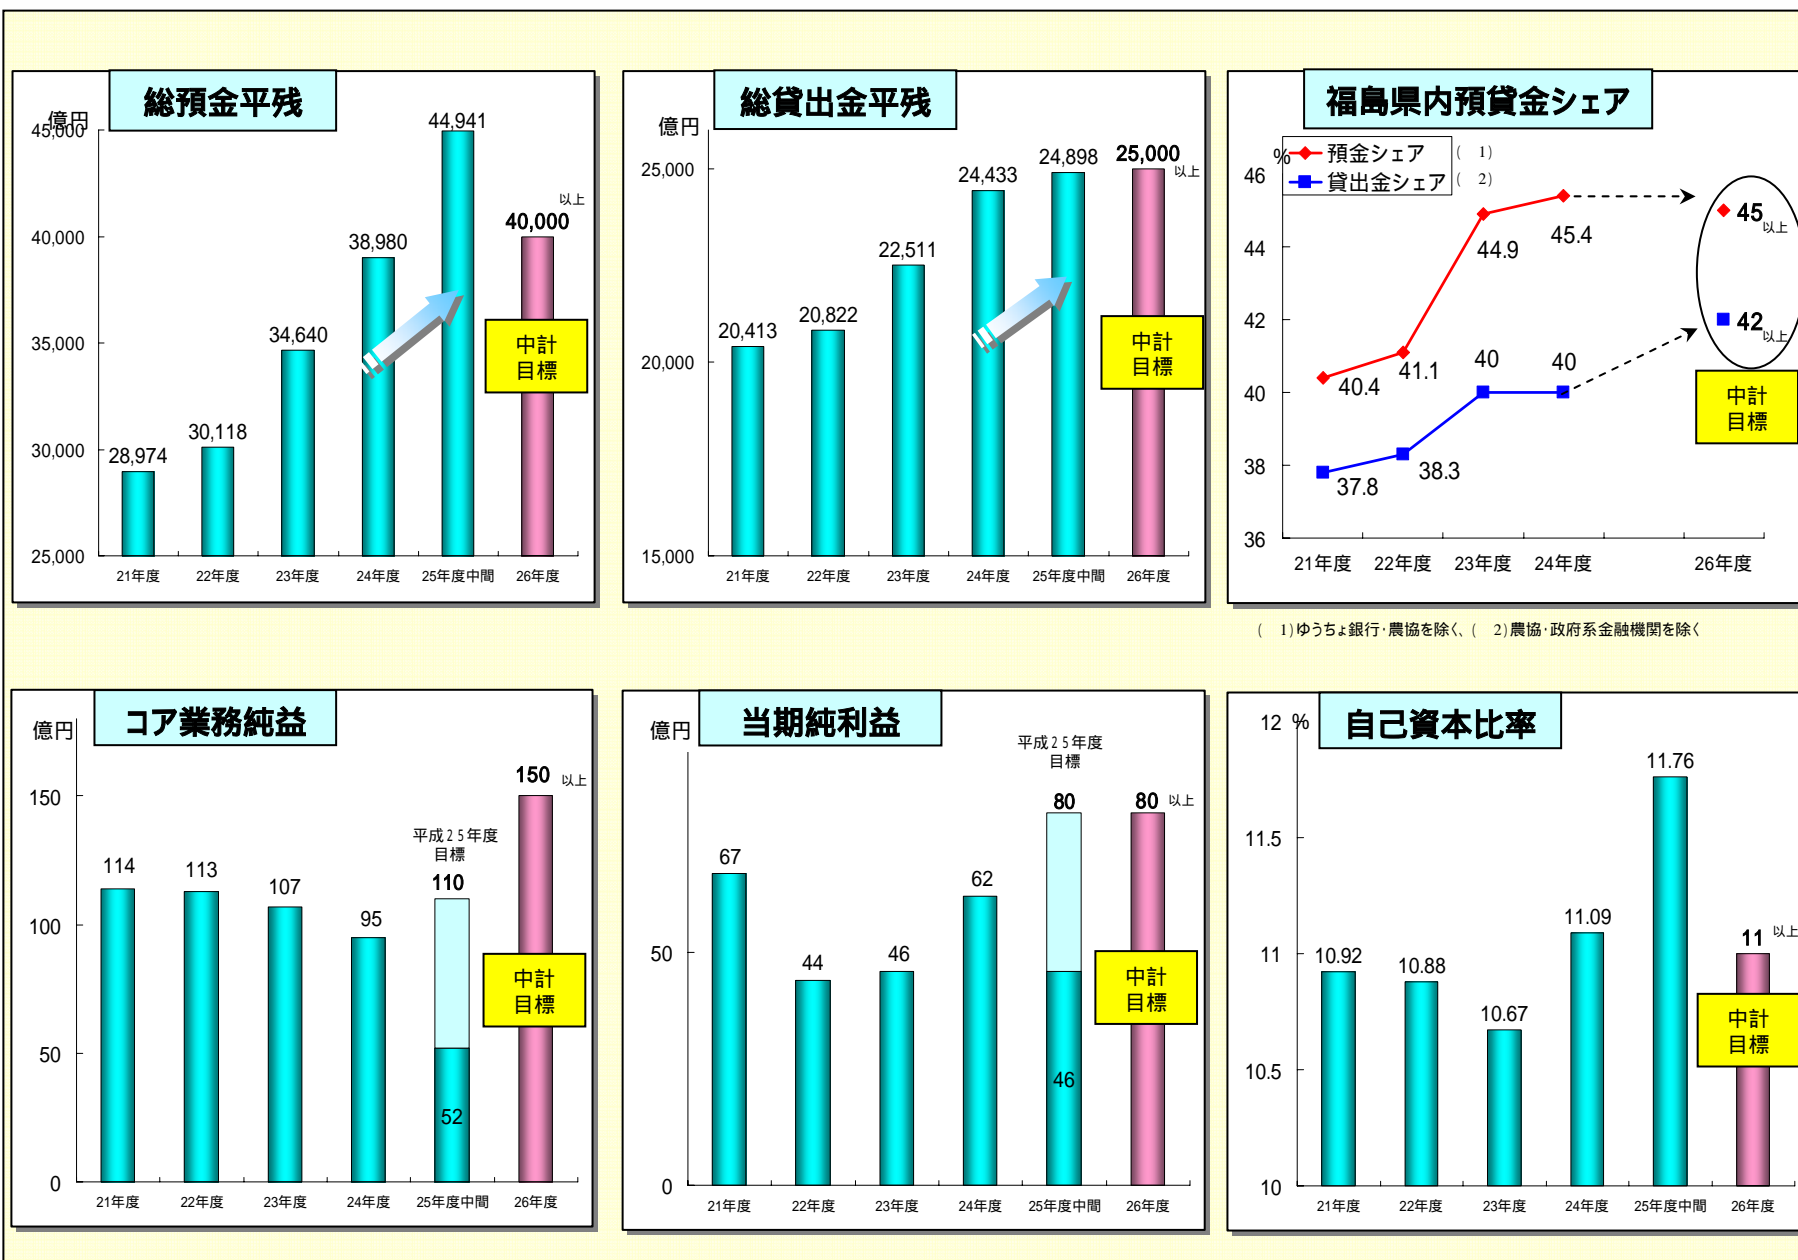 総預金平残
億円
45,000
40,000
35,000
30,000
25,000
28,974
30,118
34,640
38,980
44,941
以上
40,000
中計
目標
21年度 22年度 23年度 24年度 25年度中間 26年度
総貸出金平残
億円
25,000
20,000
15,000
20,413
20,822
22,511
24,433
24,898
25,000
以上
中計
目標
21年度 22年度 23年度 24年度 25年度中間 26年度
福島県内預貸金シェア
%
預金シェア ( 1)
貸出金シェア ( 2)
46
44
42
40
38
36
40.4
41.1
44.9
45.4
45以上
37.8
38.3
40
40
42以上
中計
目標
21年度 22年度 23年度 24年度 26年度
( 1)ゆうちょ銀行・農協を除く、( 2)農協・政府系金融機関を除く
コア業務純益
億円
150
100
50
0
114
113
107
95
平成25年度
目標
110
52
150 以上
中計
目標
21年度 22年度 23年度 24年度 25年度中間 26年度
当期純利益
億円
50
0
67
44
46
62
平成25年度
目標
80
46
80 以上
中計
目標
21年度 22年度 23年度 24年度 25年度中間 26年度
自己資本比率
12 %
11.5
11
10.5
10
10.92
10.88
10.67
11.09
11.76
11 以上
中計
目標
21年度 22年度 23年度 24年度 25年度中間 26年度